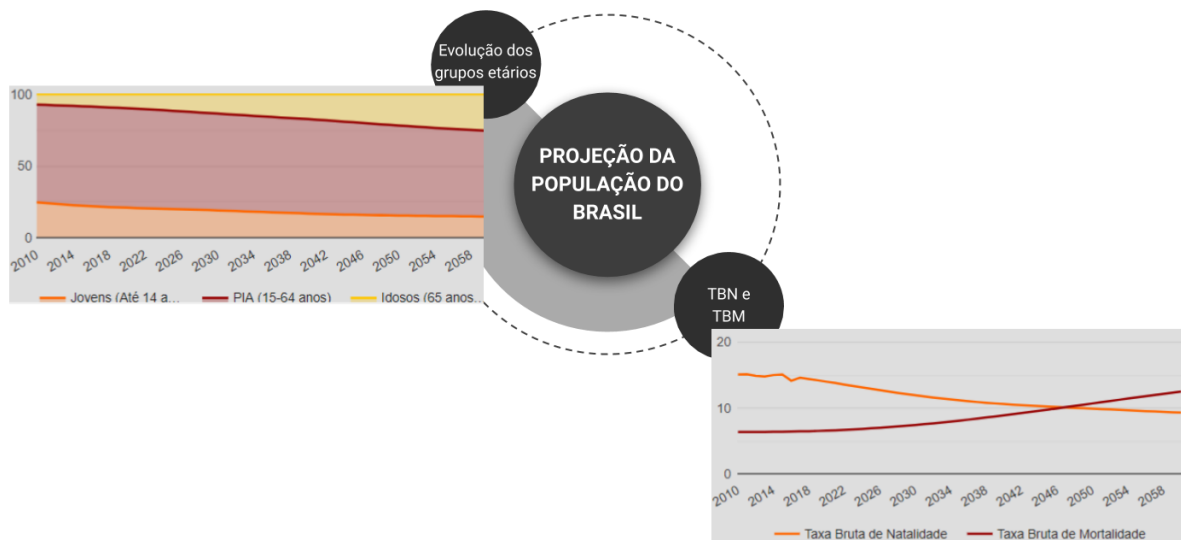 Evolução dos
grupos etários
PROJEÇÃO DA
POPULAÇÃO DO
BRASIL
100
50
0
2010 2014 2018 2022 2026 2030 2034 2038 2042 2046 2050 2054 2058
Jovens (Até 14 a... PIA (15-64 anos) Idosos (65 anos...
TBN e
TBM
20
10
0
2010 2014 2018 2022 2026 2030 2034 2038 2042 2046 2050 2054 2058
Taxa Bruta de Natalidade Taxa Bruta de Mortalidade